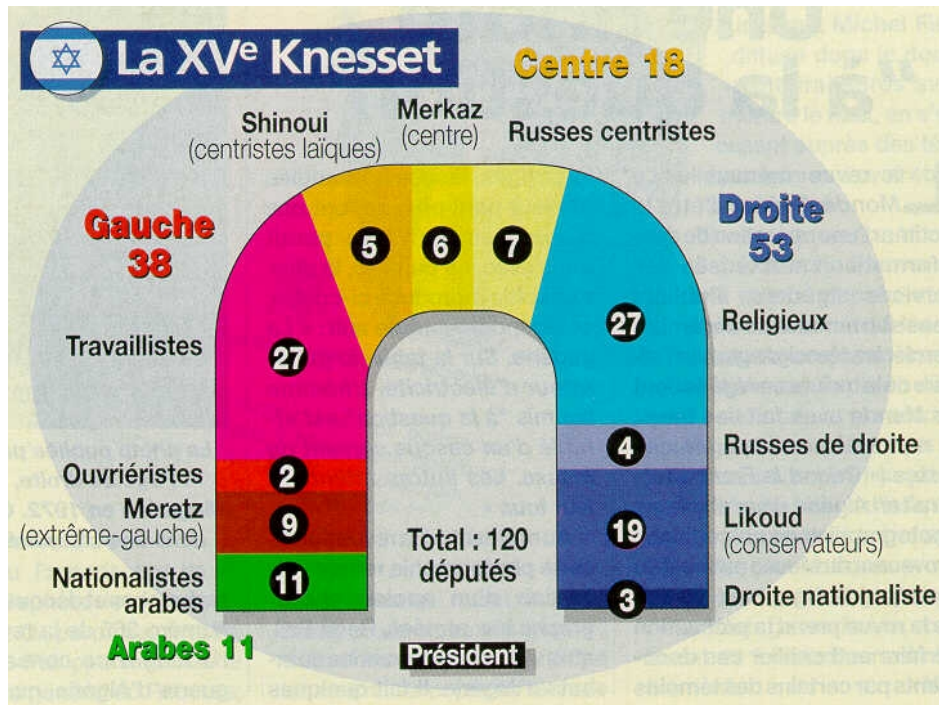 La XVe Knesset
Centre 18
Shinoui
(centristes laïques)
Merkaz
(centre)
Russes centristes
Gauche
38
Droite
53
5
6
7
Travaillistes
27
27
Religieux
4
Russes de droite
Ouvriéristes
2
Meretz
(extrême-gauche)
9
19
Likoud
(conservateurs)
Nationalistes
arabes
11
Total : 120
députés
3
Droite nationaliste
Arabes 11
Président